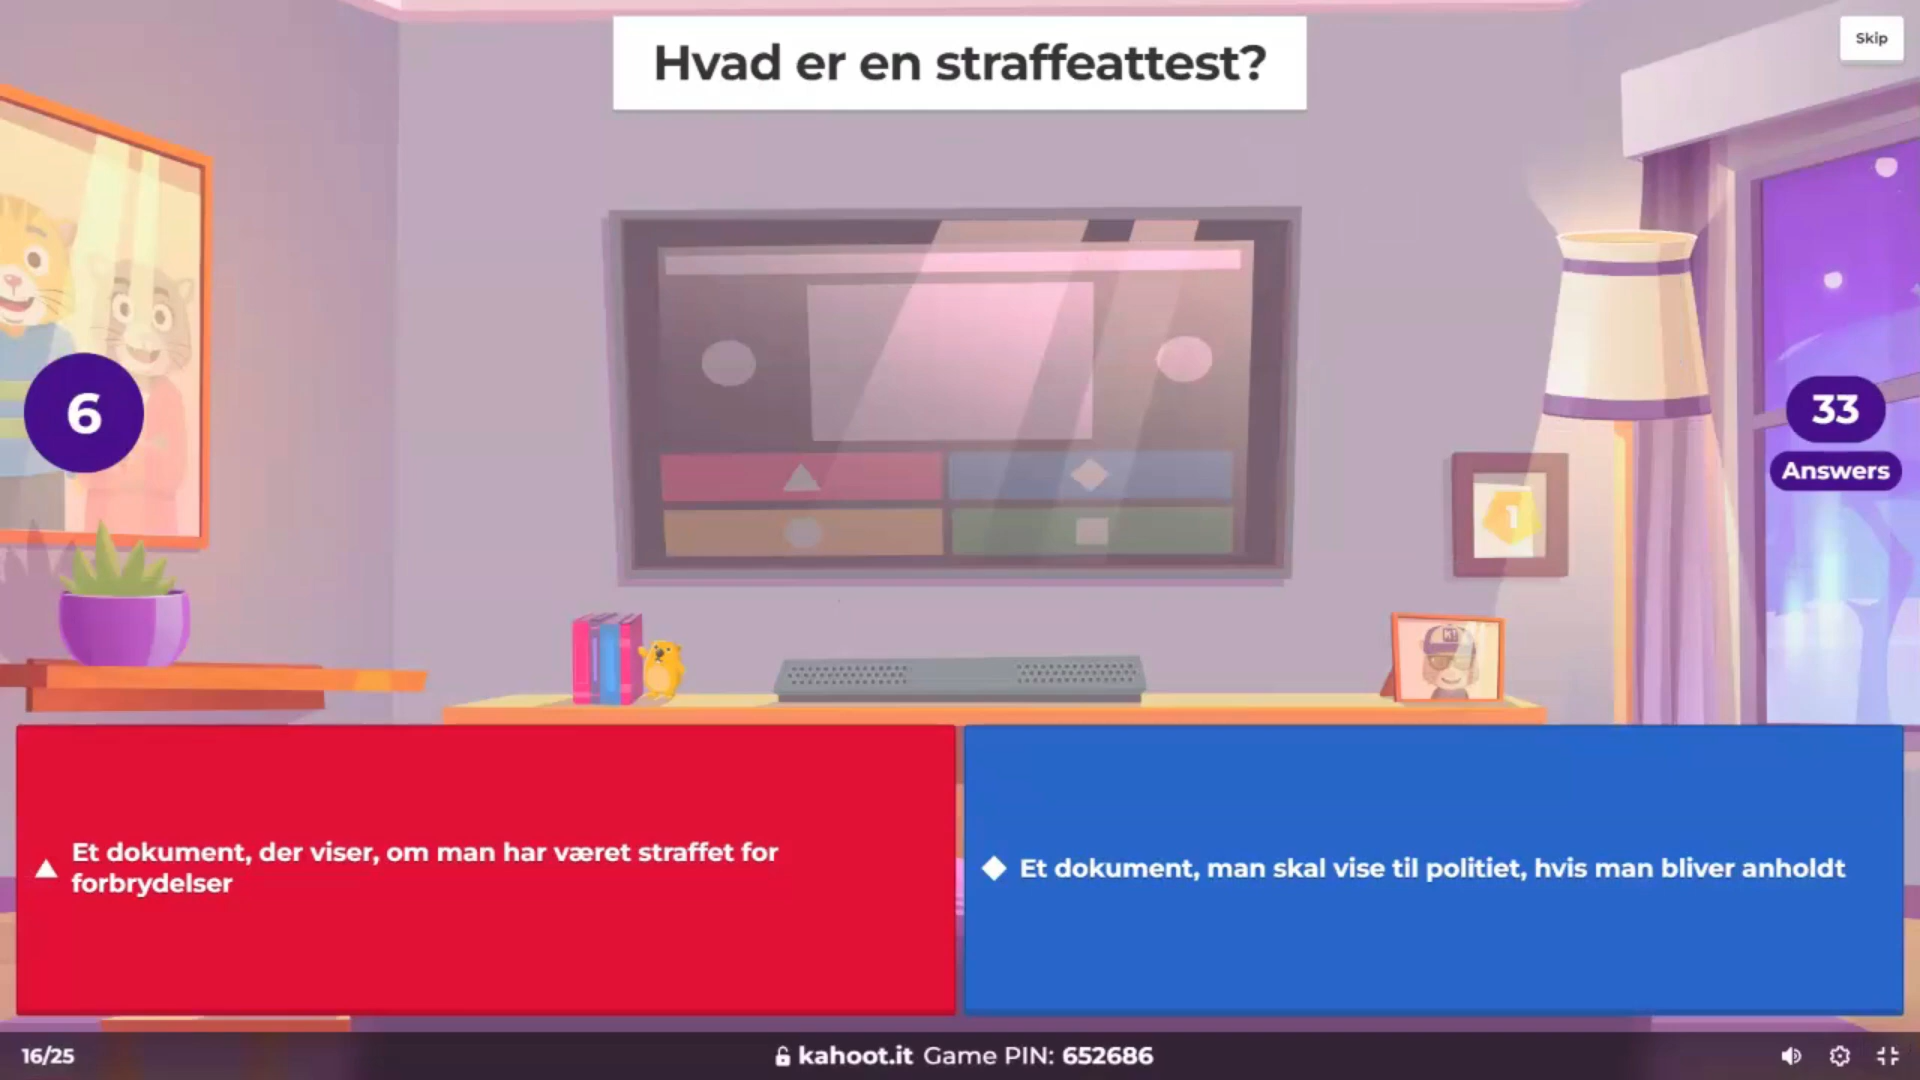 Hvad er en straffeattest?
Skip
6
33
Answers
1
Et dokument, der viser, om man har været straffet for
forbrydelser
Et dokument, man skal vise til politiet, hvis man bliver anholdt
16/25
kahoot.it Game PIN: 652686